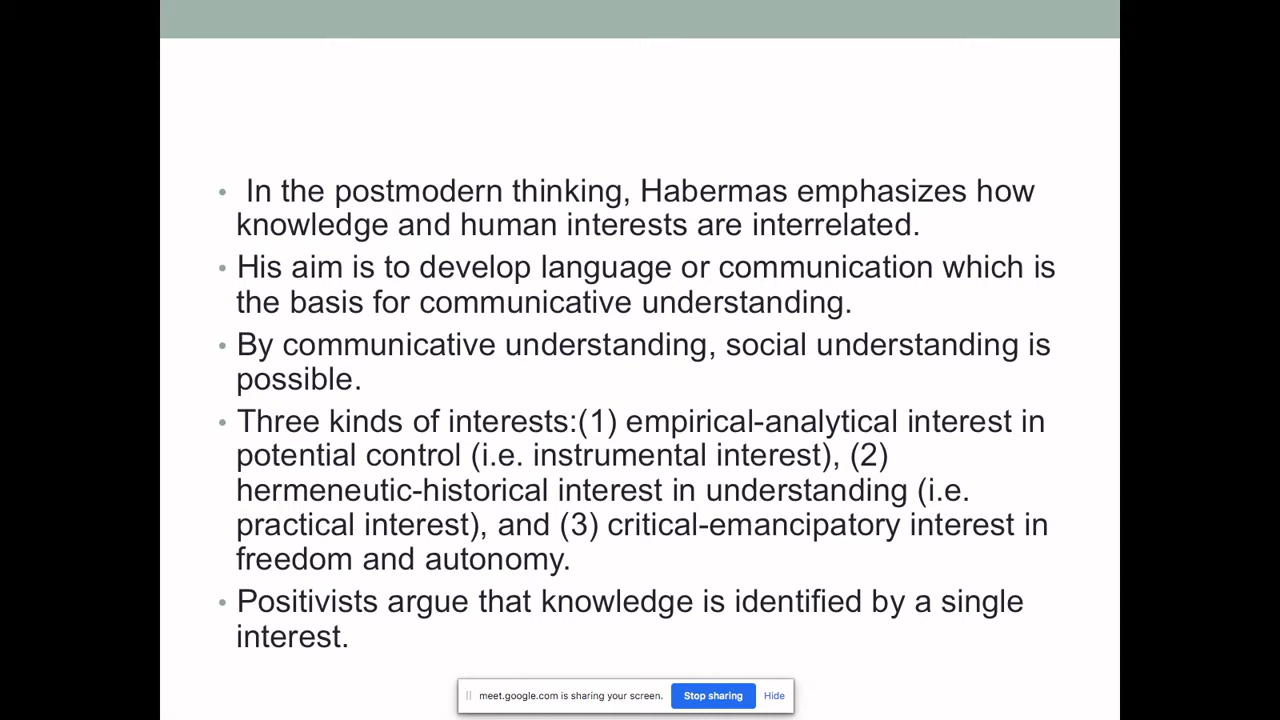 • In the postmodern thinking, Habermas emphasizes how
knowledge and human interests are interrelated.
• His aim is to develop language or communication which is
the basis for communicative understanding.
• By communicative understanding, social understanding is
possible.
• Three kinds of interests:(1) empirical-analytical interest in
potential control (i.e. instrumental interest), (2)
hermeneutic-historical interest in understanding (i.e.
practical interest), and (3) critical-emancipatory interest in
freedom and autonomy.
• Positivists argue that knowledge is identified by a single
interest.
meet.google.com is sharing your screen. Stop sharing Hide